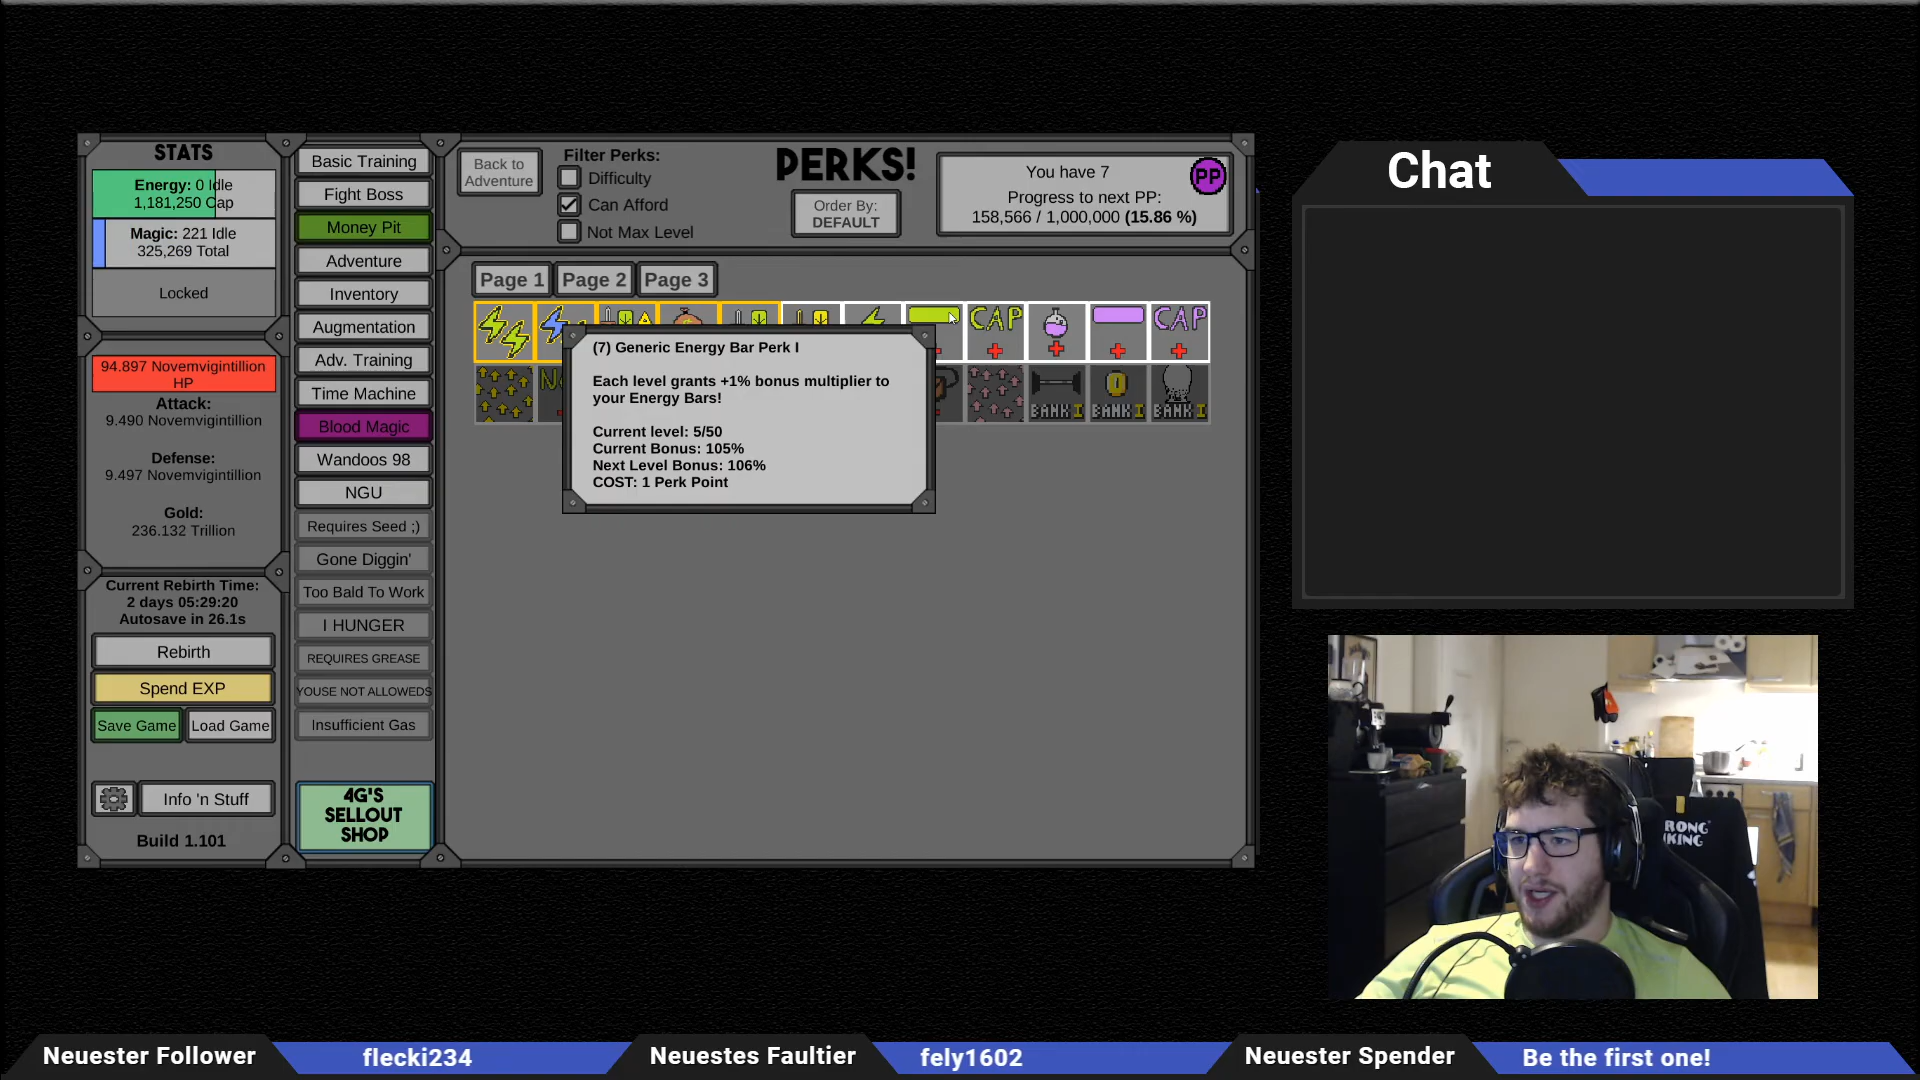 STATS
Energy: 0 Idle
1,181,250 Cap
Magic: 221 Idle
325,269 Total
Locked
94.897 Novemvigintillion
HP
Attack:
9.490 Novemvigintillion
Defense:
9.497 Novemvigintillion
Gold:
236.132 Trillion
Current Rebirth Time:
2 days 05:29:20
Autosave in 26.1s
Rebirth
Spend EXP
Save Game
Load Game
Info 'n Stuff
Build 1.101
Basic Training
Fight Boss
Money Pit
Adventure
Inventory
Augmentation
Adv. Training
Time Machine
Blood Magic
Wandoos 98
NGU
Requires Seed ;)
Gone Diggin'
Too Bald To Work
I HUNGER
REQUIRES GREASE
YOUSE NOT ALLOWEDS
Insufficient Gas
4G'S
SELLOUT
SHOP
Back to
Adventure
Filter Perks:
Difficulty
Can Afford
Not Max Level
PERKS!
Order By:
DEFAULT
You have 7
PP
Progress to next PP:
158,566 / 1,000,000 (15.86 %)
Page 1
Page 2
Page 3
CAP
CAP
BANK I
BANK I
BANK I
(7) Generic Energy Bar Perk I
Each level grants +1% bonus multiplier to
your Energy Bars!
Current level: 5/50
Current Bonus: 105%
Next Level Bonus: 106%
COST: 1 Perk Point
Chat
Neuester Follower
flecki234
Neuestes Faultier
fely1602
Neuester Spender
Be the first one!